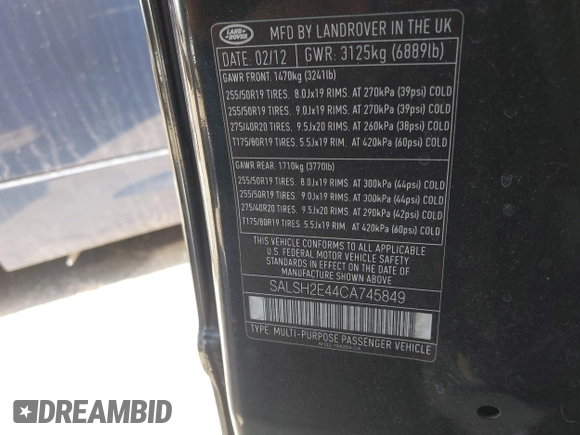 LAND
ROVER
MFD BY LANDROVER IN THE UK
DATE: 02/12 GWR: 3125kg (6889lb)
GAWR FRONT. 1470kg (3241lb)
255/50R19 TIRES. 8.0Jx19 RIMS. AT 270kPA (39psi) COLD
255/50R19 TIRES. 9.0Jx19 RIMS. AT 270kPA (39psi) COLD
275/40R20 TIRES. 9.5Jx20 RIMS. AT 260kPA (38psi) COLD
T175/80R19 TIRES. 5.5Jx19 RIM. AT 420kPA (60psi) COLD
GAWR REAR. 1710kg (3770lb)
255/50R19 TIRES. 8.0Jx19 RIMS. AT 300kPA (44psi) COLD
255/50R19 TIRES. 9.0Jx19 RIMS. AT 300kPA (44psi) COLD
275/40R20 TIRES. 9.5Jx20 RIMS. AT 290kPA (42psi) COLD
T175/80R19 TIRES. 5.5Jx19 RIM. AT 420kPA (60psi) COLD
THIS VEHICLE CONFORMS TO ALL APPLICABLE
U.S. FEDERAL MOTOR VEHICLE SAFETY
STANDARDS IN EFFECT ON THE DATE OF
MANUFACTURE SHOWN ABOVE
SALSH2E44CA745849
TYPE: MULTI-PURPOSE PASSENGER VEHICLE
DREAMBID